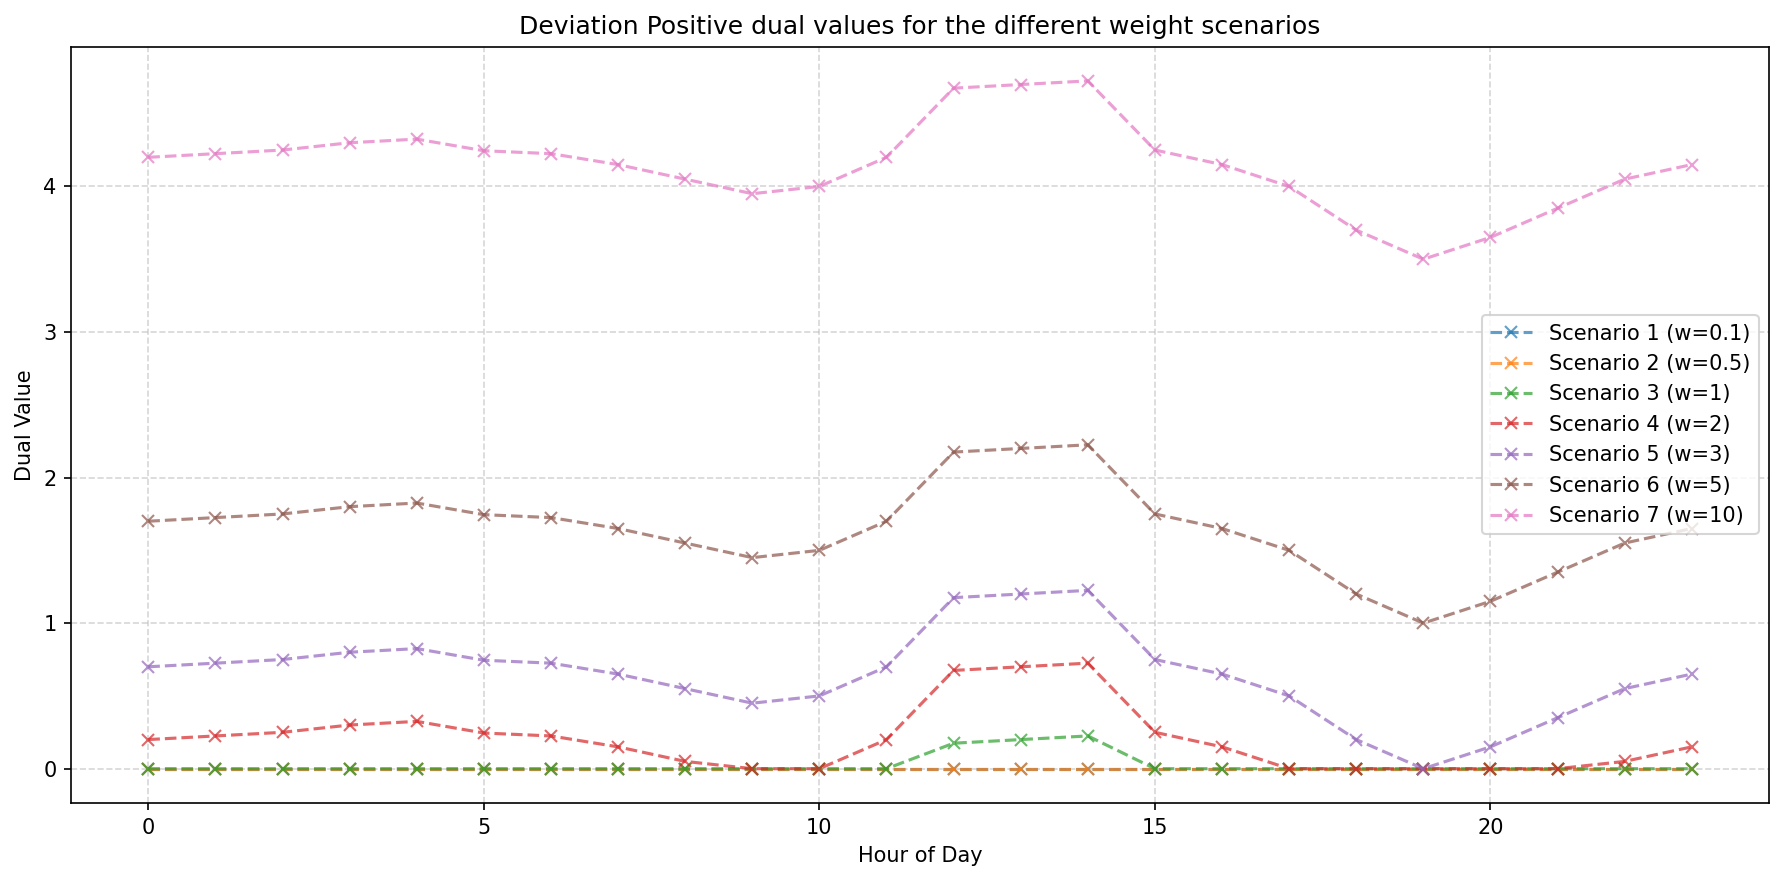 Deviation Positive dual values for the different weight scenarios
Dual Value
4
3
2
1
0
Scenario 1 (w=0.1)
Scenario 2 (w=0.5)
Scenario 3 (w=1)
Scenario 4 (w=2)
Scenario 5 (w=3)
Scenario 6 (w=5)
Scenario 7 (w=10)
0 5 10 15 20
Hour of Day